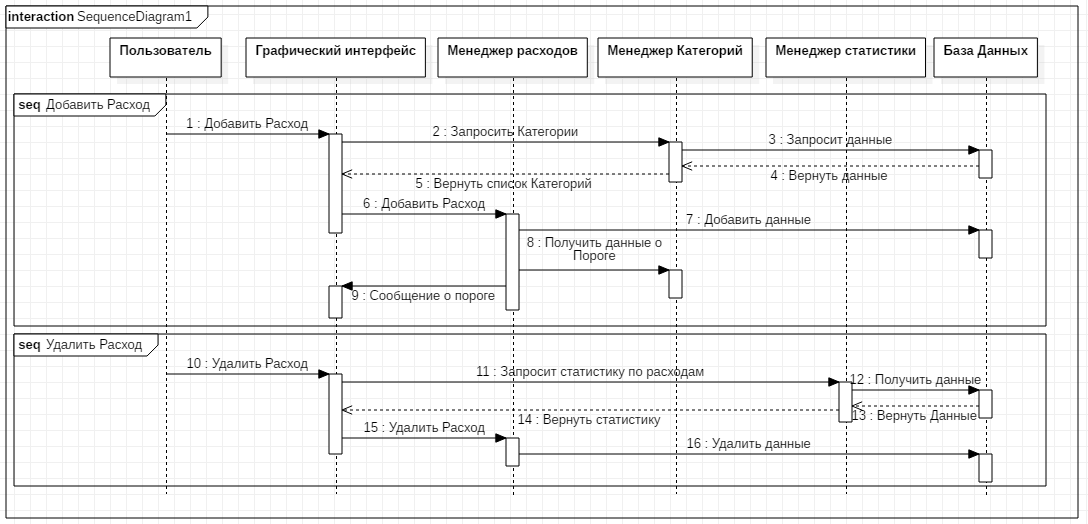 interaction SequenceDiagram1
Пользователь
Графический интерфейс
Менеджер расходов
Менеджер Категорий
Менеджер статистики
База Данных
seq Добавить Расход
1 : Добавить Расход
2 : Запросить Категории
3 : Запросит данные
4 : Вернуть данные
5 : Вернуть список Категорий
6 : Добавить Расход
7 : Добавить данные
8 : Получить данные о
Пороге
9 : Сообщение о пороге
seq Удалить Расход
10 : Удалить Расход
11 : Запросит статистику по расходам
12 : Получить данные
13 : Вернуть Данные
14 : Вернуть статистику
15 : Удалить Расход
16 : Удалить данные